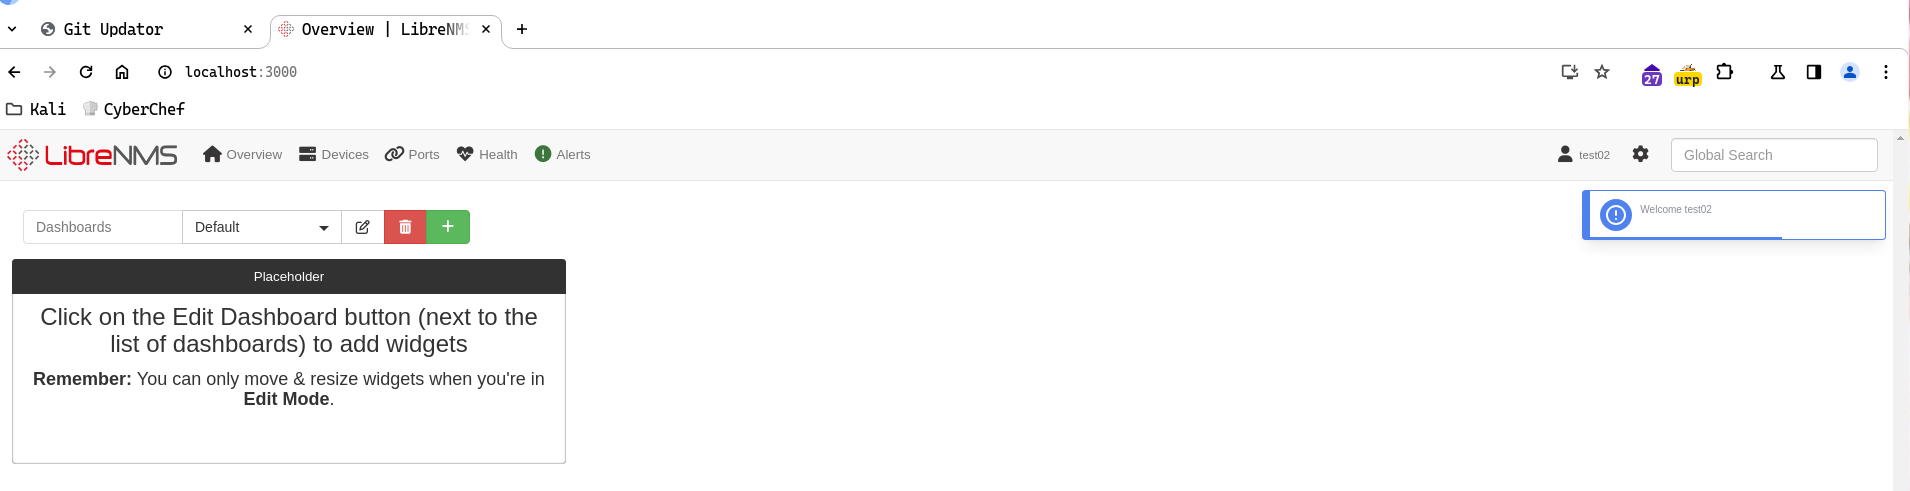 Git Updator
Overview | LibreNMS
localhost:3000
27
urp
Kali
CyberChef
LibreNMS
Overview
Devices
Ports
Health
Alerts
test02
Global Search
Dashboards
Default
Welcome test02
Placeholder
Click on the Edit Dashboard button (next to the
list of dashboards) to add widgets
Remember: You can only move & resize widgets when you're in
Edit Mode.